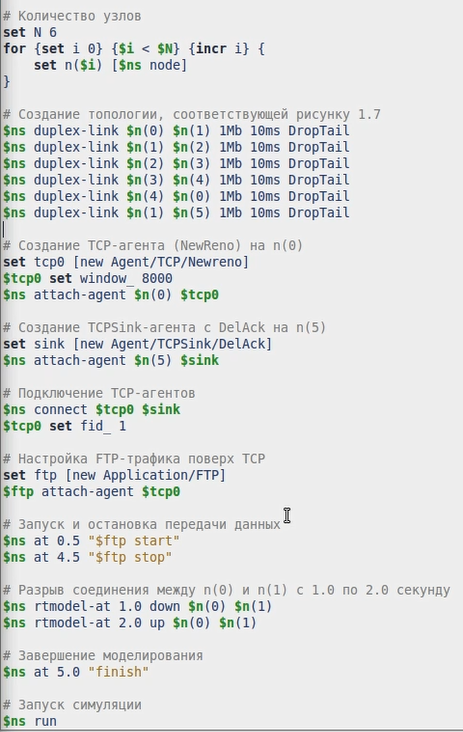 # Количество узлов
set N 6
for {set i 0} {$i < $N} {incr i} {
    set n($i) [$ns node]
}

# Создание топологии, соответствующей рисунку 1.7
$ns duplex-link $n(0) $n(1) 1Mb 10ms DropTail
$ns duplex-link $n(1) $n(2) 1Mb 10ms DropTail
$ns duplex-link $n(2) $n(3) 1Mb 10ms DropTail
$ns duplex-link $n(3) $n(4) 1Mb 10ms DropTail
$ns duplex-link $n(4) $n(0) 1Mb 10ms DropTail
$ns duplex-link $n(1) $n(5) 1Mb 10ms DropTail

# Создание TCP-агента (NewReno) на n(0)
set tcp0 [new Agent/TCP/Newreno]
$tcp0 set window_ 8000
$ns attach-agent $n(0) $tcp0

# Создание TCPSink-агента с DelAck на n(5)
set sink [new Agent/TCPSink/DelAck]
$ns attach-agent $n(5) $sink

# Подключение TCP-агентов
$ns connect $tcp0 $sink
$tcp0 set fid_ 1

# Настройка FTP-трафика поверх TCP
set ftp [new Application/FTP]
$ftp attach-agent $tcp0

# Запуск и остановка передачи данных
$ns at 0.5 "$ftp start"
$ns at 4.5 "$ftp stop"

# Разрыв соединения между n(0) и n(1) с 1.0 по 2.0 секунду
$ns rtmodel-at 1.0 down $n(0) $n(1)
$ns rtmodel-at 2.0 up $n(0) $n(1)

# Завершение моделирования
$ns at 5.0 "finish"

# Запуск симуляции
$ns run